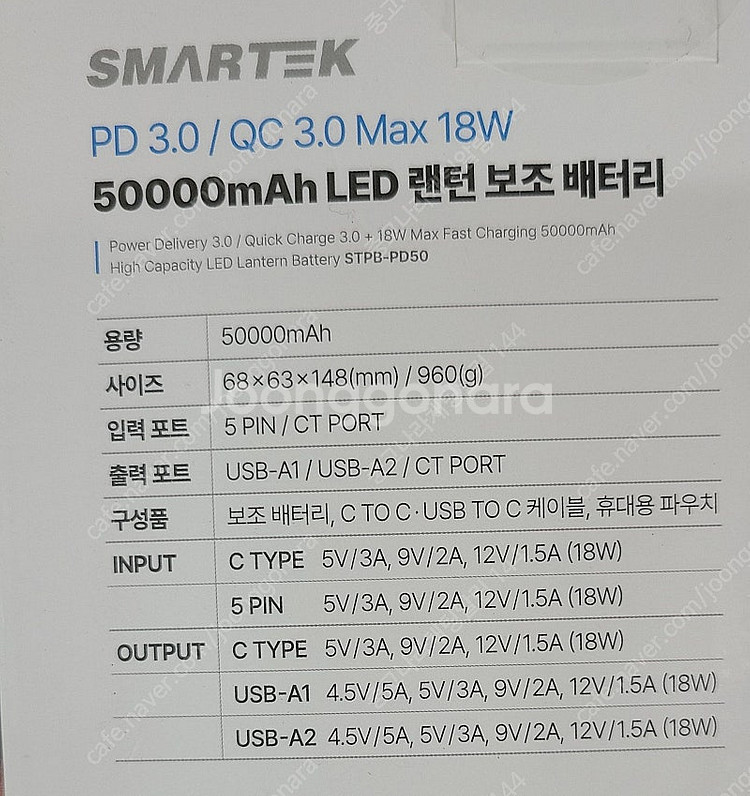 SMARTEK
PD 3.0 / QC 3.0 Max 18W
50000mAh LED 랜턴 보조 배터리
Power Delivery 3.0 / Quick Charge 3.0 + 18W Max Fast Charging 50000mAh
High Capacity LED Lantern Battery STPB-PD50
용량 50000mAh
사이즈 68×63×148(mm) / 960(g)
Joongonara
입력 포트 5 PIN / CT PORT
출력 포트 USB-A1 / USB-A2 / CT PORT
구성품 보조 배터리, C TO C·USB TO C 케이블, 휴대용 파우치
INPUT C TYPE 5V/3A, 9V/2A, 12V/1.5A (18W)
5 PIN 5V/3A, 9V/2A, 12V/1.5A (18W)
OUTPUT C TYPE 5V/3A, 9V/2A, 12V/1.5A (18W)
USB-A1 4.5V/5A, 5V/3A, 9V/2A, 12V/1.5A (18W)
USB-A2 4.5V/5A, 5V/3A, 9V/2A, 12V/1.5A (18W)